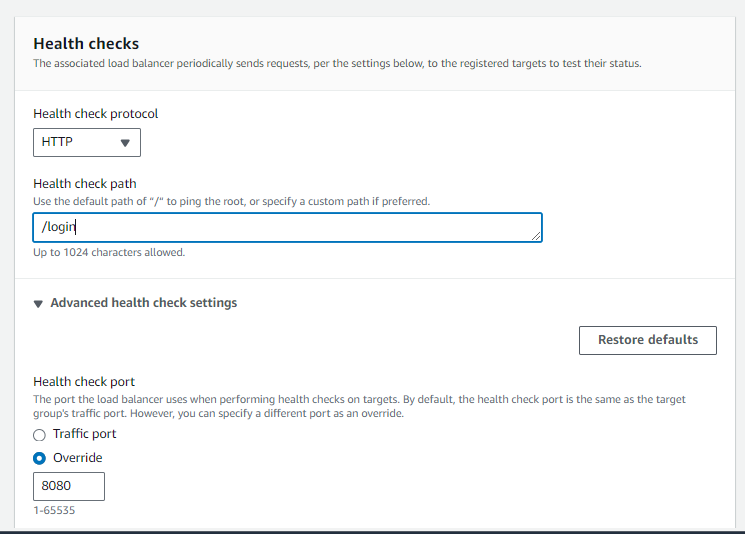 Health checks
The associated load balancer periodically sends requests, per the settings below, to the registered targets to test their status.
Health check protocol
HTTP
Health check path
Use the default path of "/" to ping the root, or specify a custom path if preferred.
/login
Up to 1024 characters allowed.
Advanced health check settings
Restore defaults
Health check port
The port the load balancer uses when performing health checks on targets. By default, the health check port is the same as the target
group's traffic port. However, you can specify a different port as an override.
Traffic port
Override
8080
1-65535